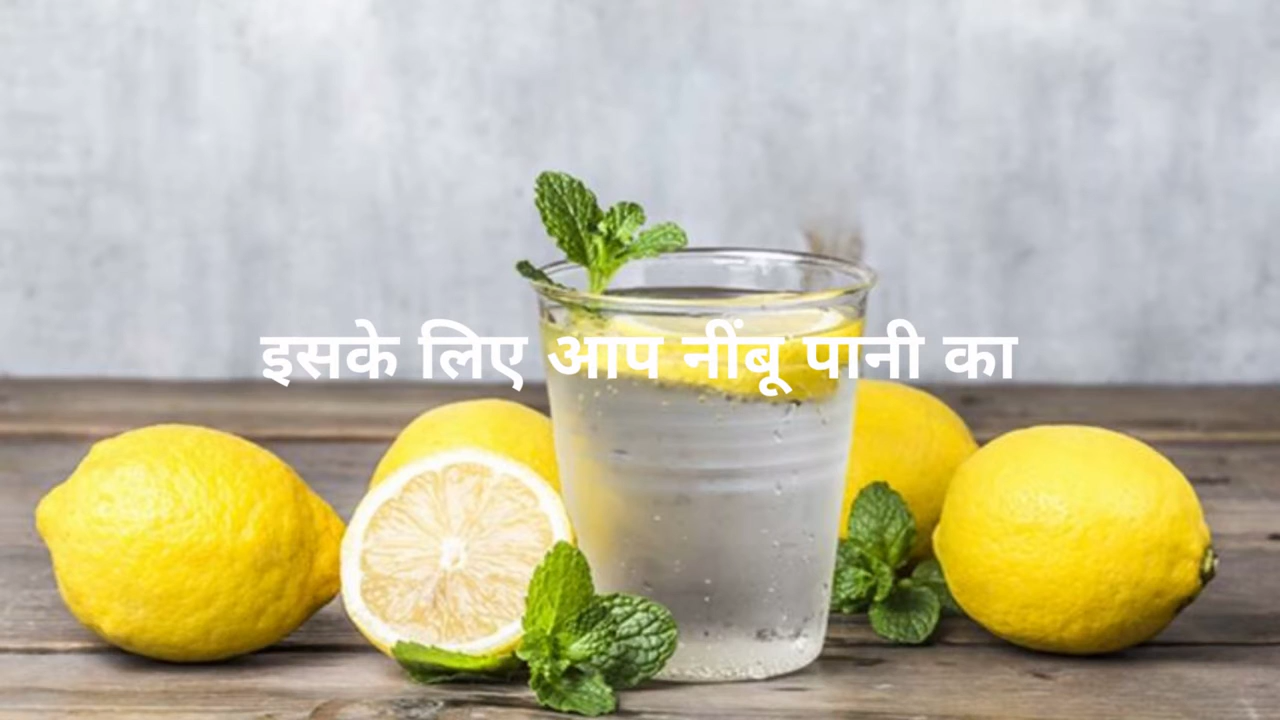 इसके लिए आप नींबू पानी का